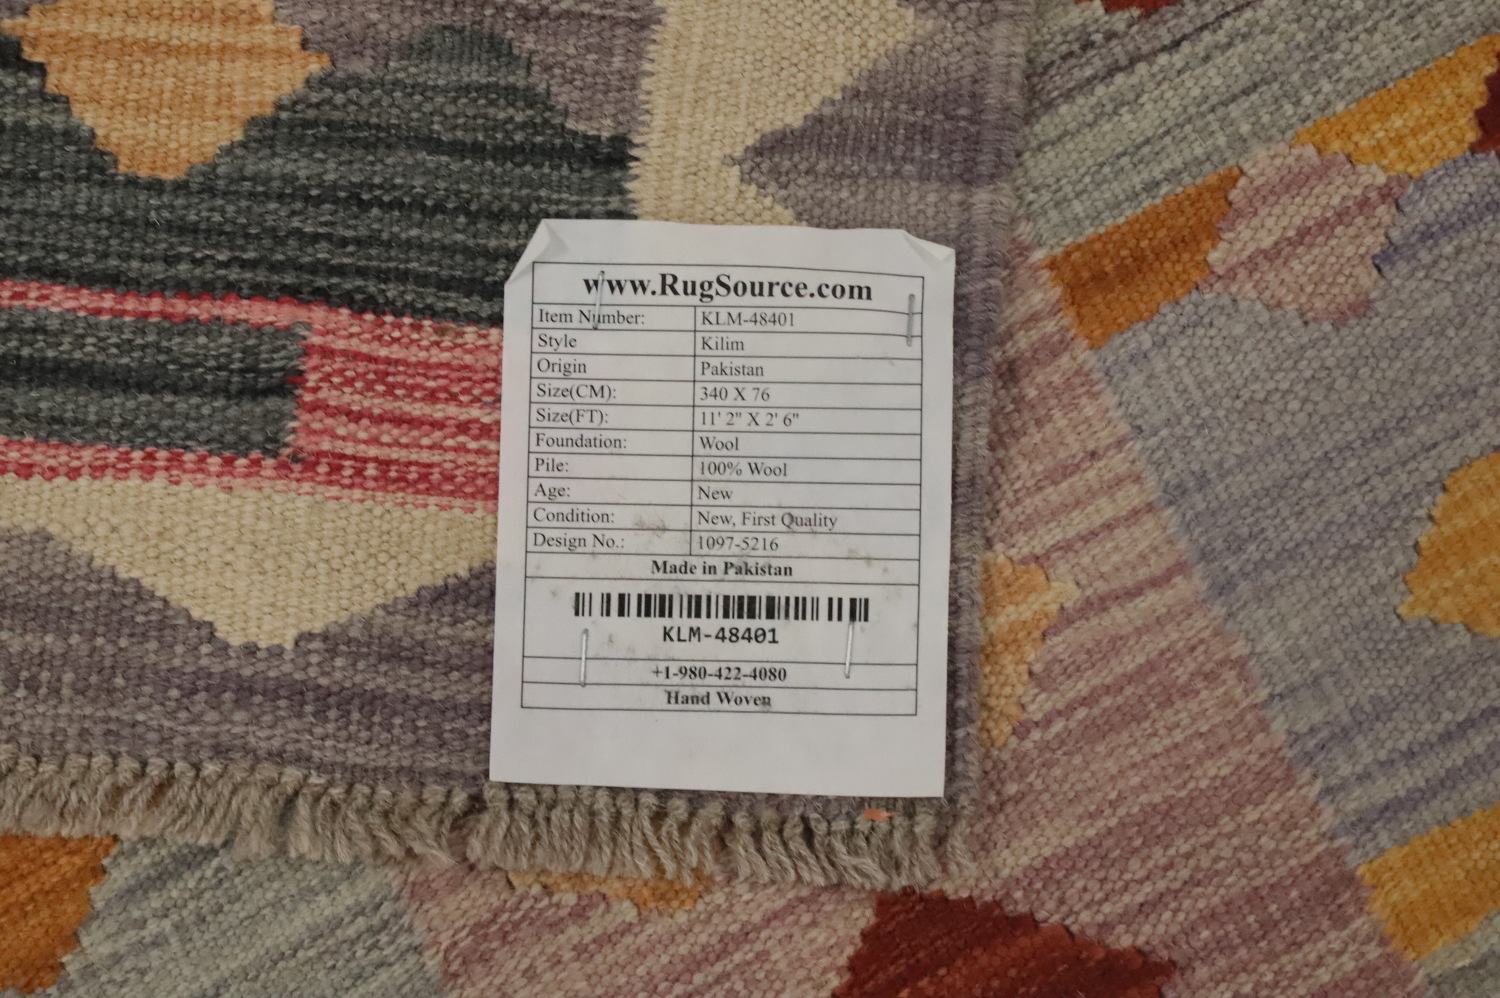 www.RugSource.com
Item Number: KLM-48401
Style Kilim
Origin Pakistan
Size(CM): 340 X 76
Size(FT): 11' 2" X 2' 6"
Foundation: Wool
Pile: 100% Wool
Age: New
Condition: New, First Quality
Design No.: 1097-5216
Made in Pakistan
KLM-48401
+1-980-422-4080
Hand Woven